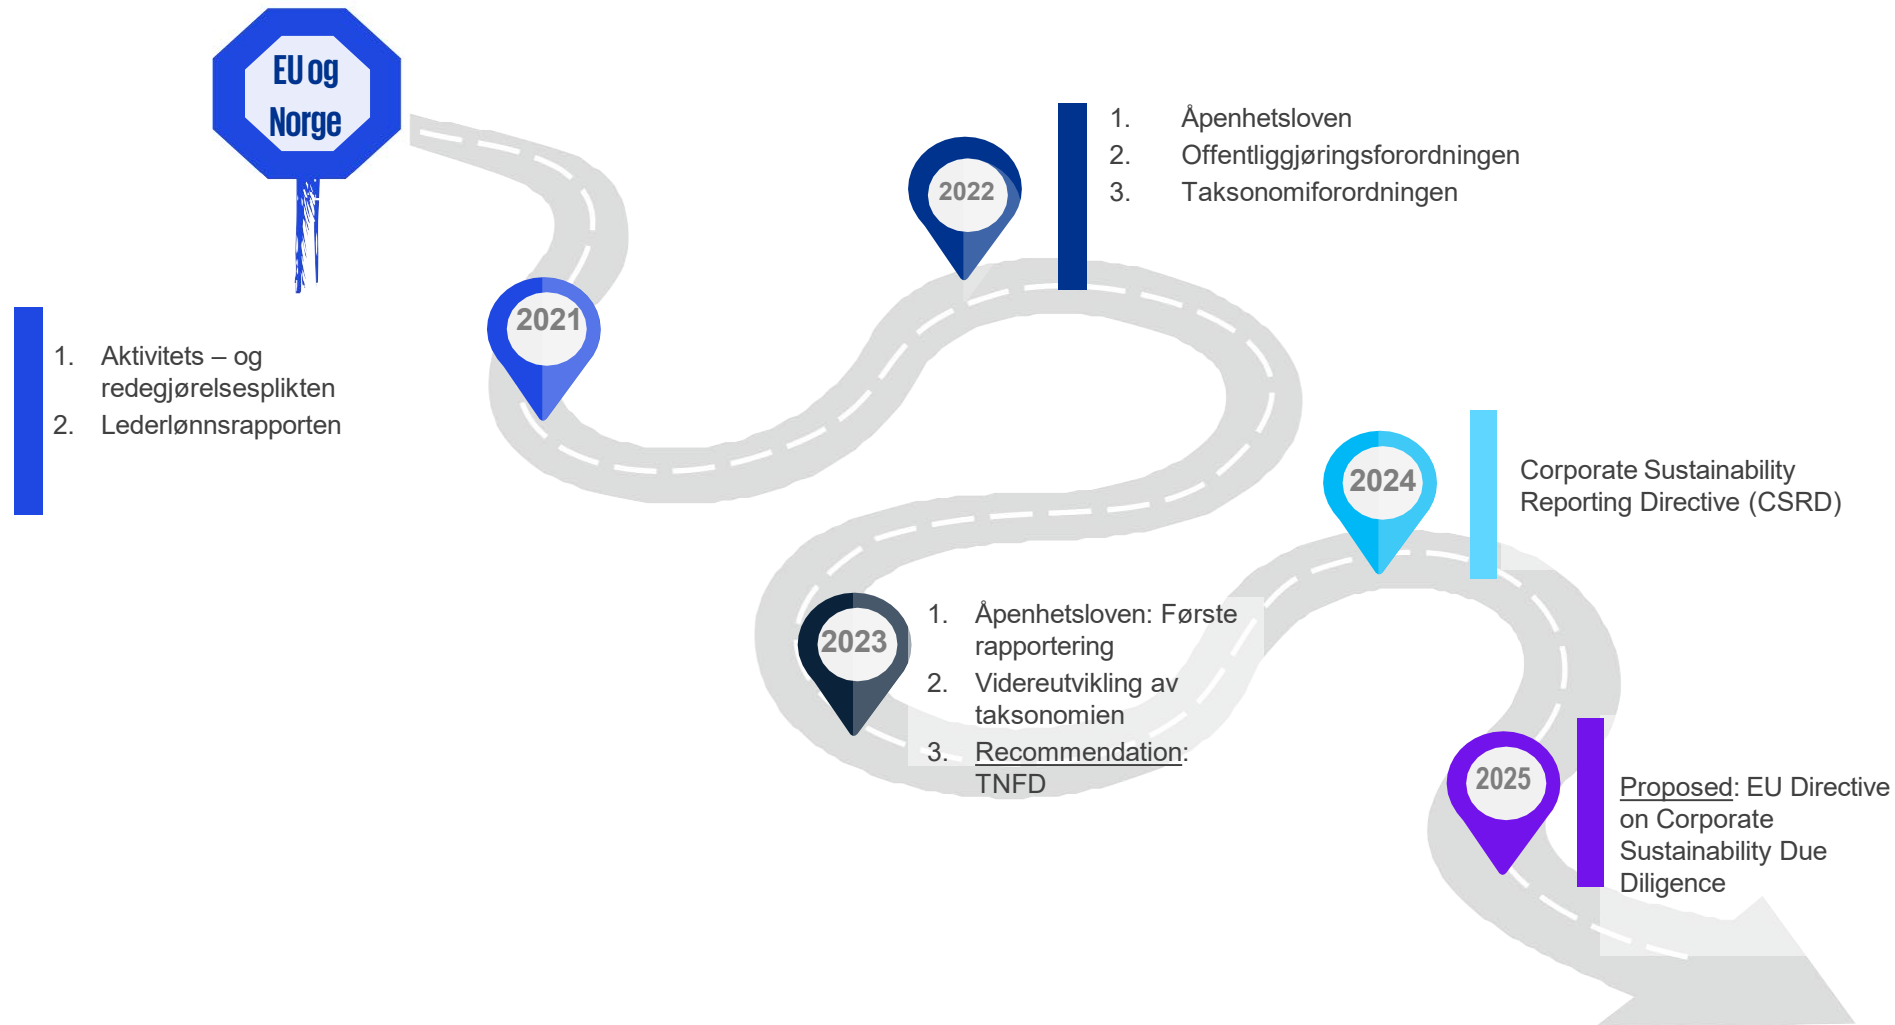 EU og
Norge
2021
1. Aktivitets – og
redegjørelsesplikten
2. Lederlønnsrapporten
2022
1. Åpenhetsloven
2. Offentliggjøringsforordningen
3. Taksonomiforordningen
2023
1. Åpenhetsloven: Første
rapportering
2. Videreutvikling av
taksonomien
3. Recommendation:
TNFD
2024
Corporate Sustainability
Reporting Directive (CSRD)
2025
Proposed: EU Directive
on Corporate
Sustainability Due
Diligence